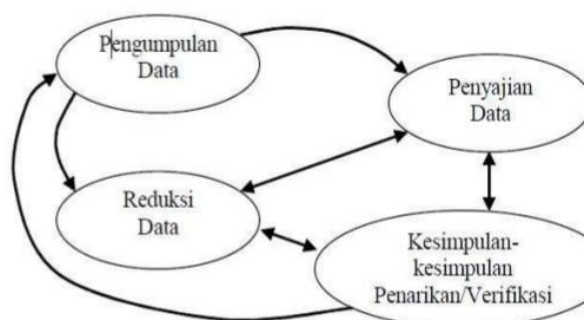 Pengumpulan
Data
Penyajian
Data
Reduksi
Data
Kesimpulan-
kesimpulan
Penarikan/Verifikasi